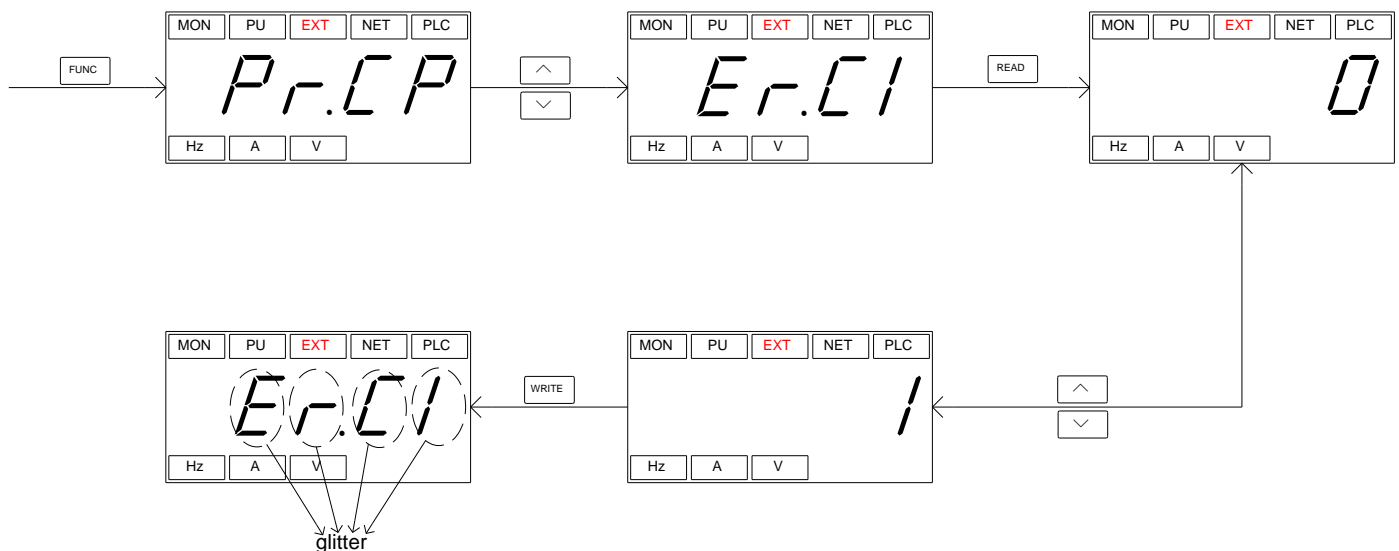 MON PU EXT NET PLC
FUNC
Pr.CP
Hz A V
MON PU EXT NET PLC
Er.C1
Hz A V
READ
MON PU EXT NET PLC
0
Hz A V
MON PU EXT NET PLC
1
Hz A V
WRITE
MON PU EXT NET PLC
Er.C1
Hz A V
glitter